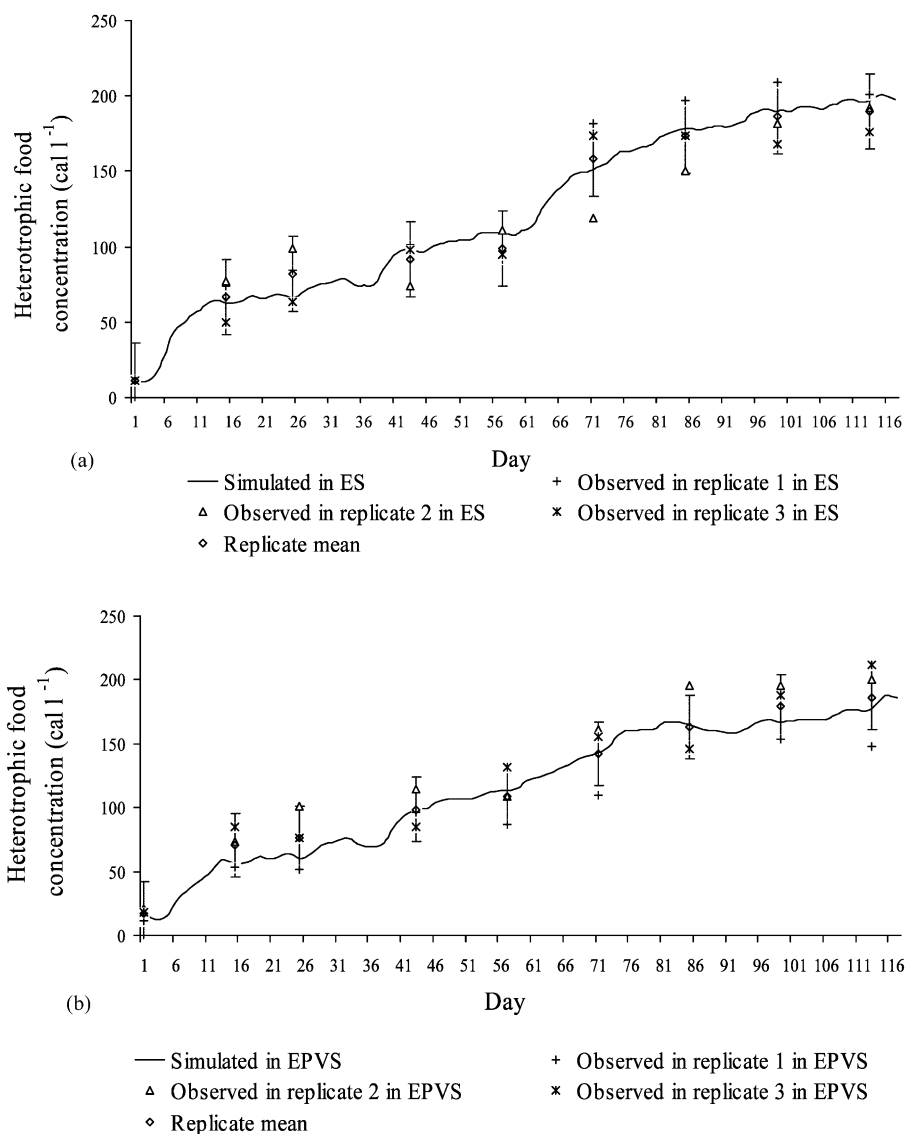 250
200
150
100
50
0
Heterotrophic food
concentration (cal l -1)
1 6 11 16 21 26 31 36 41 46 51 56 61 66 71 76 81 86 91 96 101 106 111 116
(a)
Day
Simulated in ES
Observed in replicate 1 in ES
Observed in replicate 2 in ES
Observed in replicate 3 in ES
Replicate mean
250
200
150
100
50
0
Heterotrophic food
concentration (cal l -1)
1 6 11 16 21 26 31 36 41 46 51 56 61 66 71 76 81 86 91 96 101 106 111 116
(b)
Day
Simulated in EPVS
Observed in replicate 1 in EPVS
Observed in replicate 2 in EPVS
Observed in replicate 3 in EPVS
Replicate mean